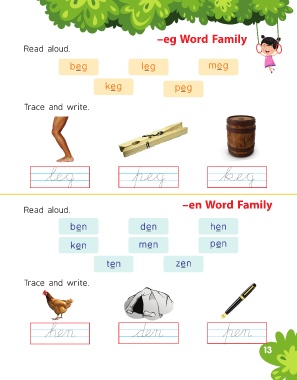 –eg Word Family
Read aloud.
beg leg meg
keg peg
Trace and write.
leg peg keg
–en Word Family
Read aloud.
ben den hen
ken men pen
ten zen
Trace and write.
hen den pen
13